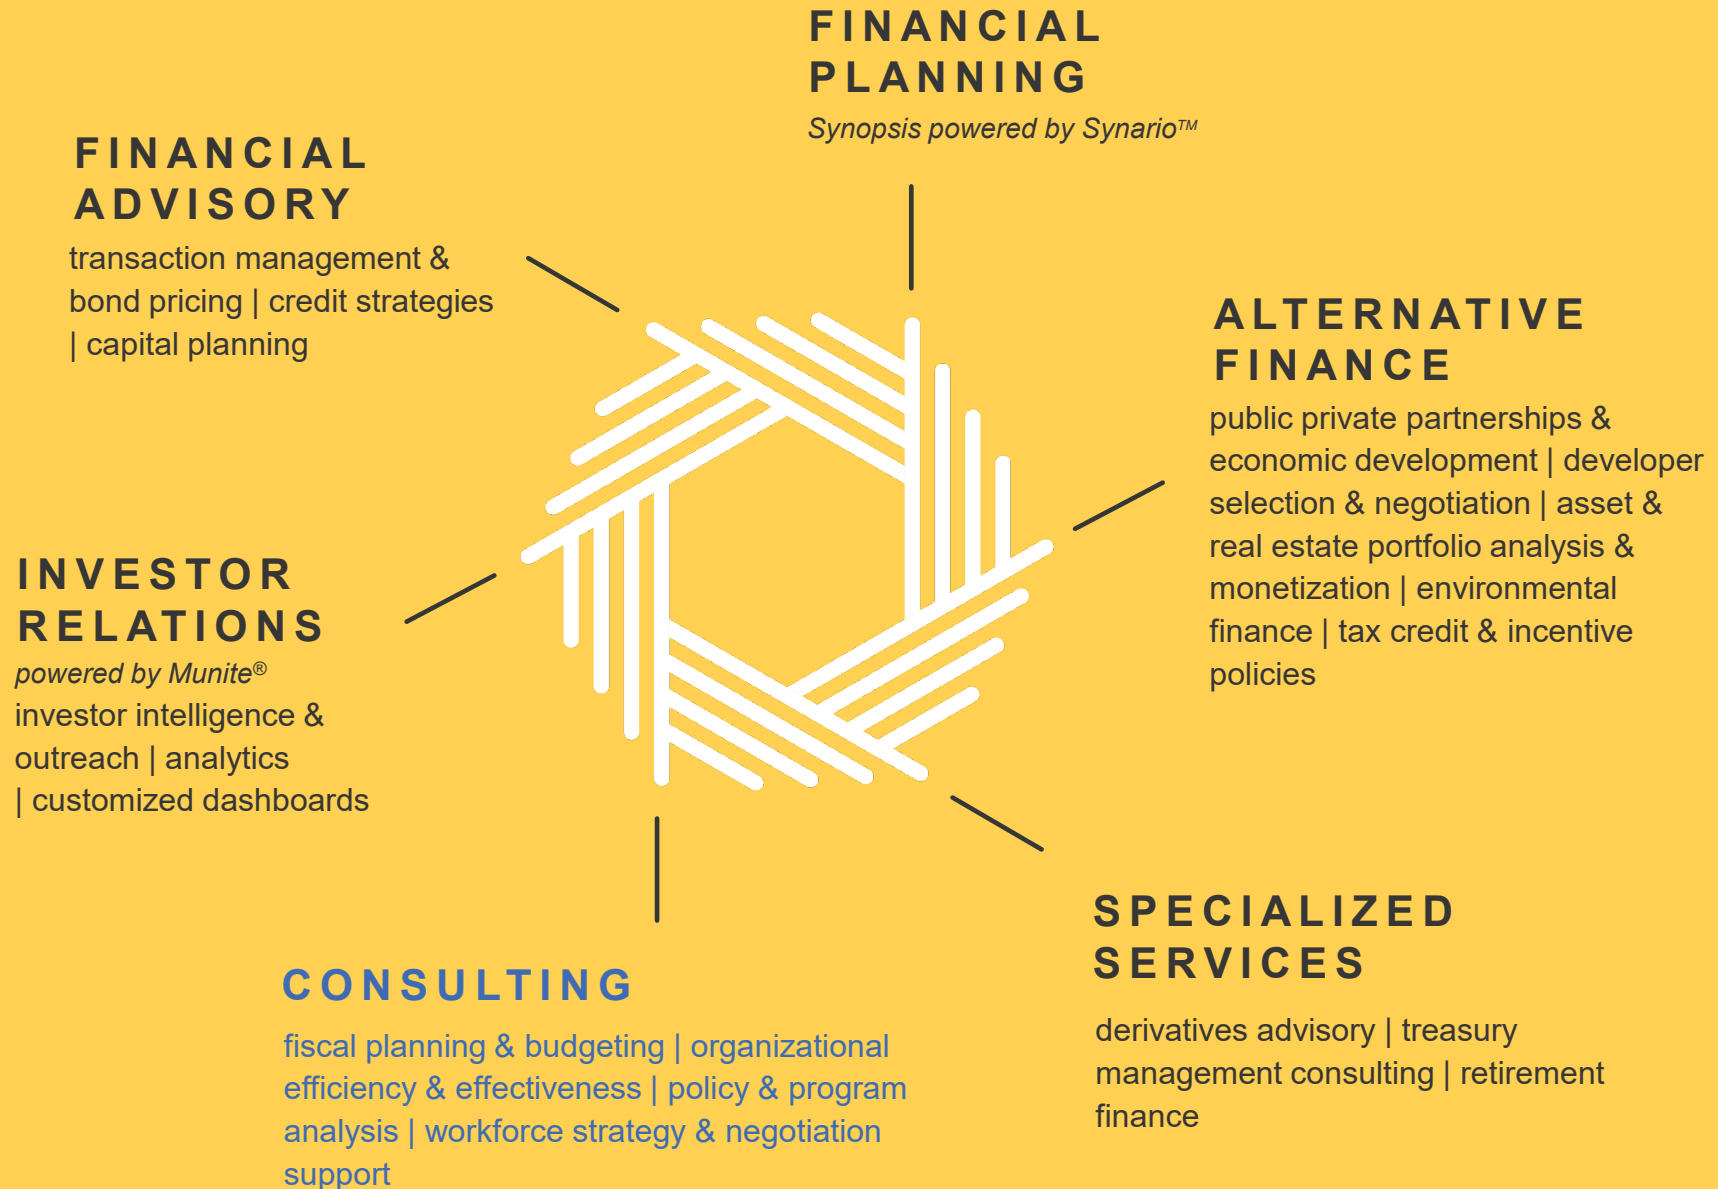 FINANCIAL
PLANNING
Synopsis powered by Synario™
FINANCIAL
ADVISORY
transaction management &
bond pricing | credit strategies
| capital planning
ALTERNATIVE
FINANCE
public private partnerships &
economic development | developer
selection & negotiation | asset &
real estate portfolio analysis &
monetization | environmental
finance | tax credit & incentive
policies
INVESTOR
RELATIONS
powered by Munite®
investor intelligence &
outreach | analytics
| customized dashboards
SPECIALIZED
SERVICES
derivatives advisory | treasury
management consulting | retirement
finance
CONSULTING
fiscal planning & budgeting | organizational
efficiency & effectiveness | policy & program
analysis | workforce strategy & negotiation
support